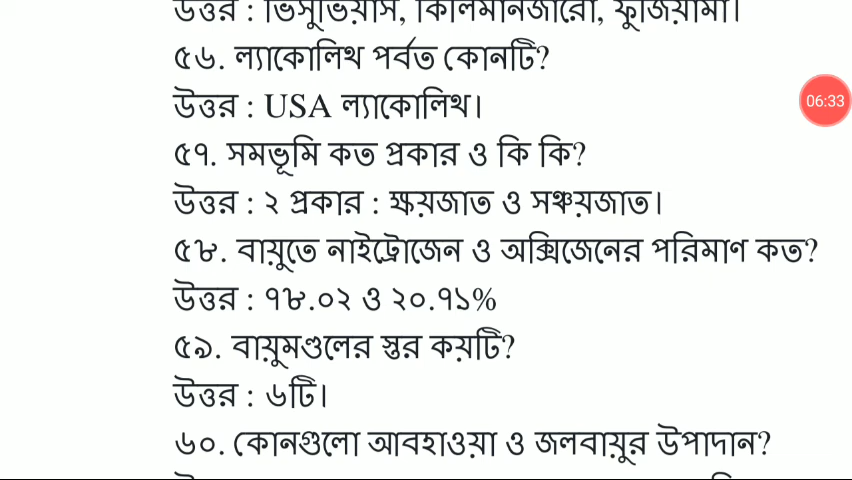 উত্তর : ভিসুভিয়াস, কিলিমানজারো, ফুজিয়ামা।
৫৬. ল্যাকোলিথ পর্বত কোনটি?
উত্তর : USA ল্যাকোলিথ।
06:33
৫৭. সমভূমি কত প্রকার ও কি কি?
উত্তর : ২ প্রকার : ক্ষয়জাত ও সঞ্চয়জাত।
৫৮. বায়ুতে নাইট্রোজেন ও অক্সিজেনের পরিমাণ কত?
উত্তর : ৭৮.০২ ও ২০.৭১%
৫৯. বায়ুমণ্ডলের স্তর কয়টি?
উত্তর : ৬টি।
৬০. কোনগুলো আবহাওয়া ও জলবায়ুর উপাদান?